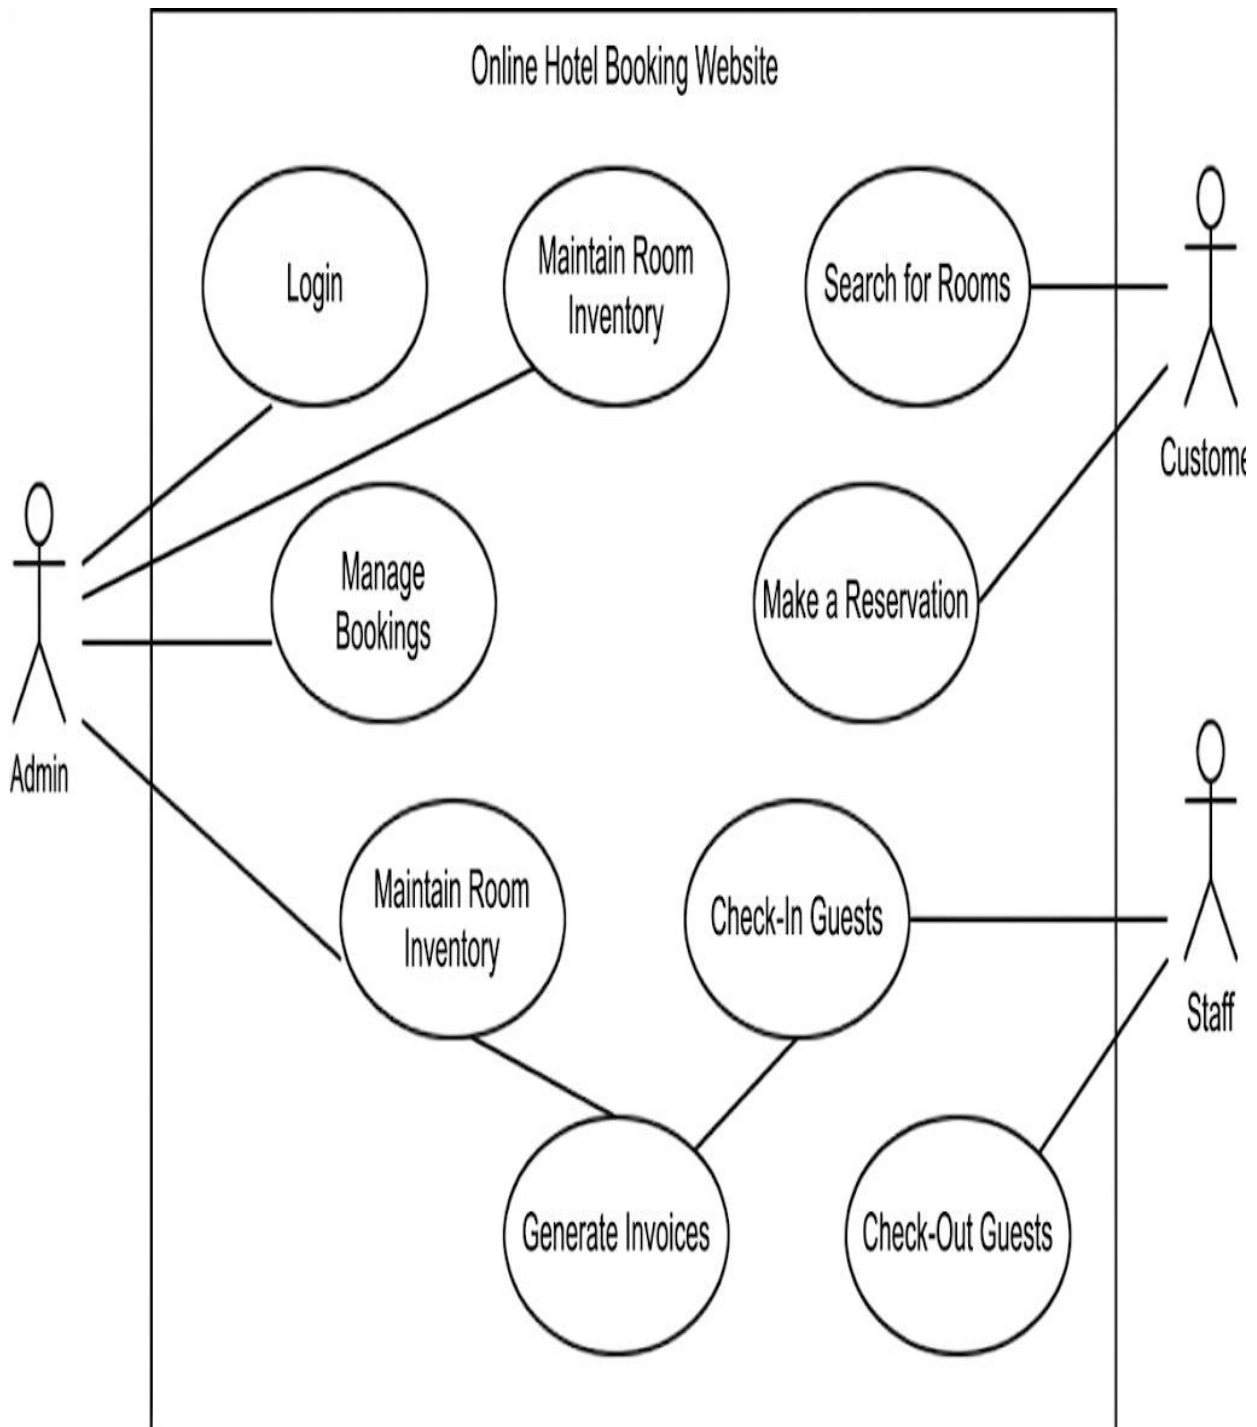 Online Hotel Booking Website
Login
Maintain Room
Inventory
Search for Rooms
Custome
Manage
Bookings
Make a Reservation
Admin
Maintain Room
Inventory
Check-In Guests
Staff
Generate Invoices
Check-Out Guests